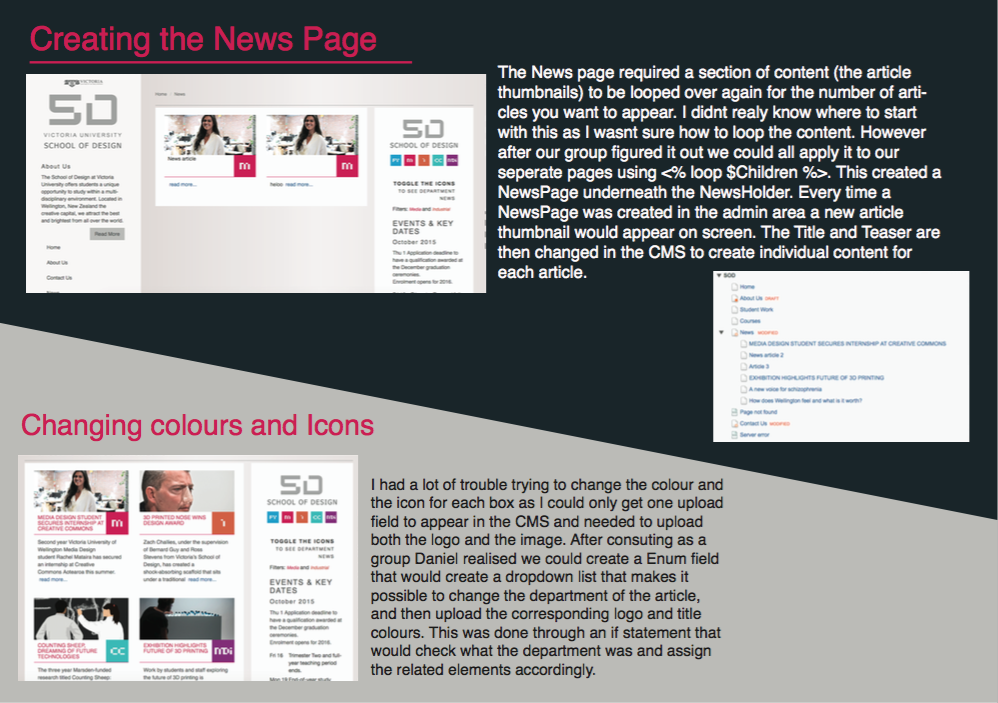 Creating the News Page
The News page required a section of content (the article
thumbnails) to be looped over again for the number of arti-
cles you want to appear. I didnt realy know where to start
with this as I wasnt sure how to loop the content. However
after our group figured it out we could all apply it to our
seperate pages using <% loop $Children %>. This created a
NewsPage underneath the NewsHolder. Every time a
NewsPage was created in the admin area a new article
thumbnail would appear on screen. The Title and Teaser are
then changed in the CMS to create individual content for
each article.
VICTORIA
SD
VICTORIA UNIVERSITY
SCHOOL OF DESIGN
About Us
The School of Design at Victoria
University offers students a unique
opportunity to study within a multi-
disciplinary environment. Located in
Wellington, New Zealand the
creative capital, we attract the best
and brightest from all over the world.
Read More
Home
About Us
Contact Us
Home News
News article
m
read more...
m
heloo read more...
SD
SCHOOL OF DESIGN
TOGGLE THE ICONS
TO SEE DEPARTMENT
NEWS
Filters: Media and Industrial
EVENTS & KEY
DATES
October 2015
Thu 1 Application deadline to
have a qualification awarded at
the December graduation
ceremonies.
Enrolment opens for 2016.
SOD
Home
About Us DRAFT
Student Work
Courses
News MODIFIED
MEDIA DESIGN STUDENT SECURES INTERNSHIP AT CREATIVE COMMONS
News article 2
Article 3
EXHIBITION HIGHLIGHTS FUTURE OF 3D PRINTING
A new voice for schizophrenia
How does Wellington feel and what is it worth?
Page not found
Contact Us MODIFIED
Server error
Changing colours and Icons
MEDIA DESIGN STUDENT
SECURES INTERNSHIP AT
CREATIVE COMMONS
m
Second year Victoria University of
Wellington Media Design
student Rachel Malaira has secured
an internship at Creative
Commons Aotearoa this summer.
read more...
3D PRINTED NOSE WINS
DESIGN AWARD
Zach Challies, under the supervision
of Bernard Guy and Ross
Stevens from Victoria's School of
Design, has created a
shock-absorbing scaffold that sits
under a traditional read more...
COUNTING SHEEP,
DREAMING OF FUTURE
TECHNOLOGIES
CC
The three year Marsden-funded
research Mled Counting Sheep:
EXHIBITION HIGHLIGHTS
FUTURE OF 3D PRINTING
mDi
Work by students and staff exploring
the future of 3D printing is
SD
SCHOOL OF DESIGN
TOGGLE THE ICONS
TO SEE DEPARTMENT
NEWS
Filters: Media and Industrial
EVENTS & KEY
DATES
October 2015
Thu 1 Application deadline to
have a qualification awarded at
the December graduation
ceremonies.
Enrolment opens for 2016.
Fri 16 Trimester Two and full-
year teaching period
ends.
Mon 19 End-of-year study
I had a lot of trouble trying to change the colour and
the icon for each box as I could only get one upload
field to appear in the CMS and needed to upload
both the logo and the image. After consuting as a
group Daniel realised we could create a Enum field
that would create a dropdown list that makes it
possible to change the department of the article,
and then upload the corresponding logo and title
colours. This was done through an if statement that
would check what the department was and assign
the related elements accordingly.